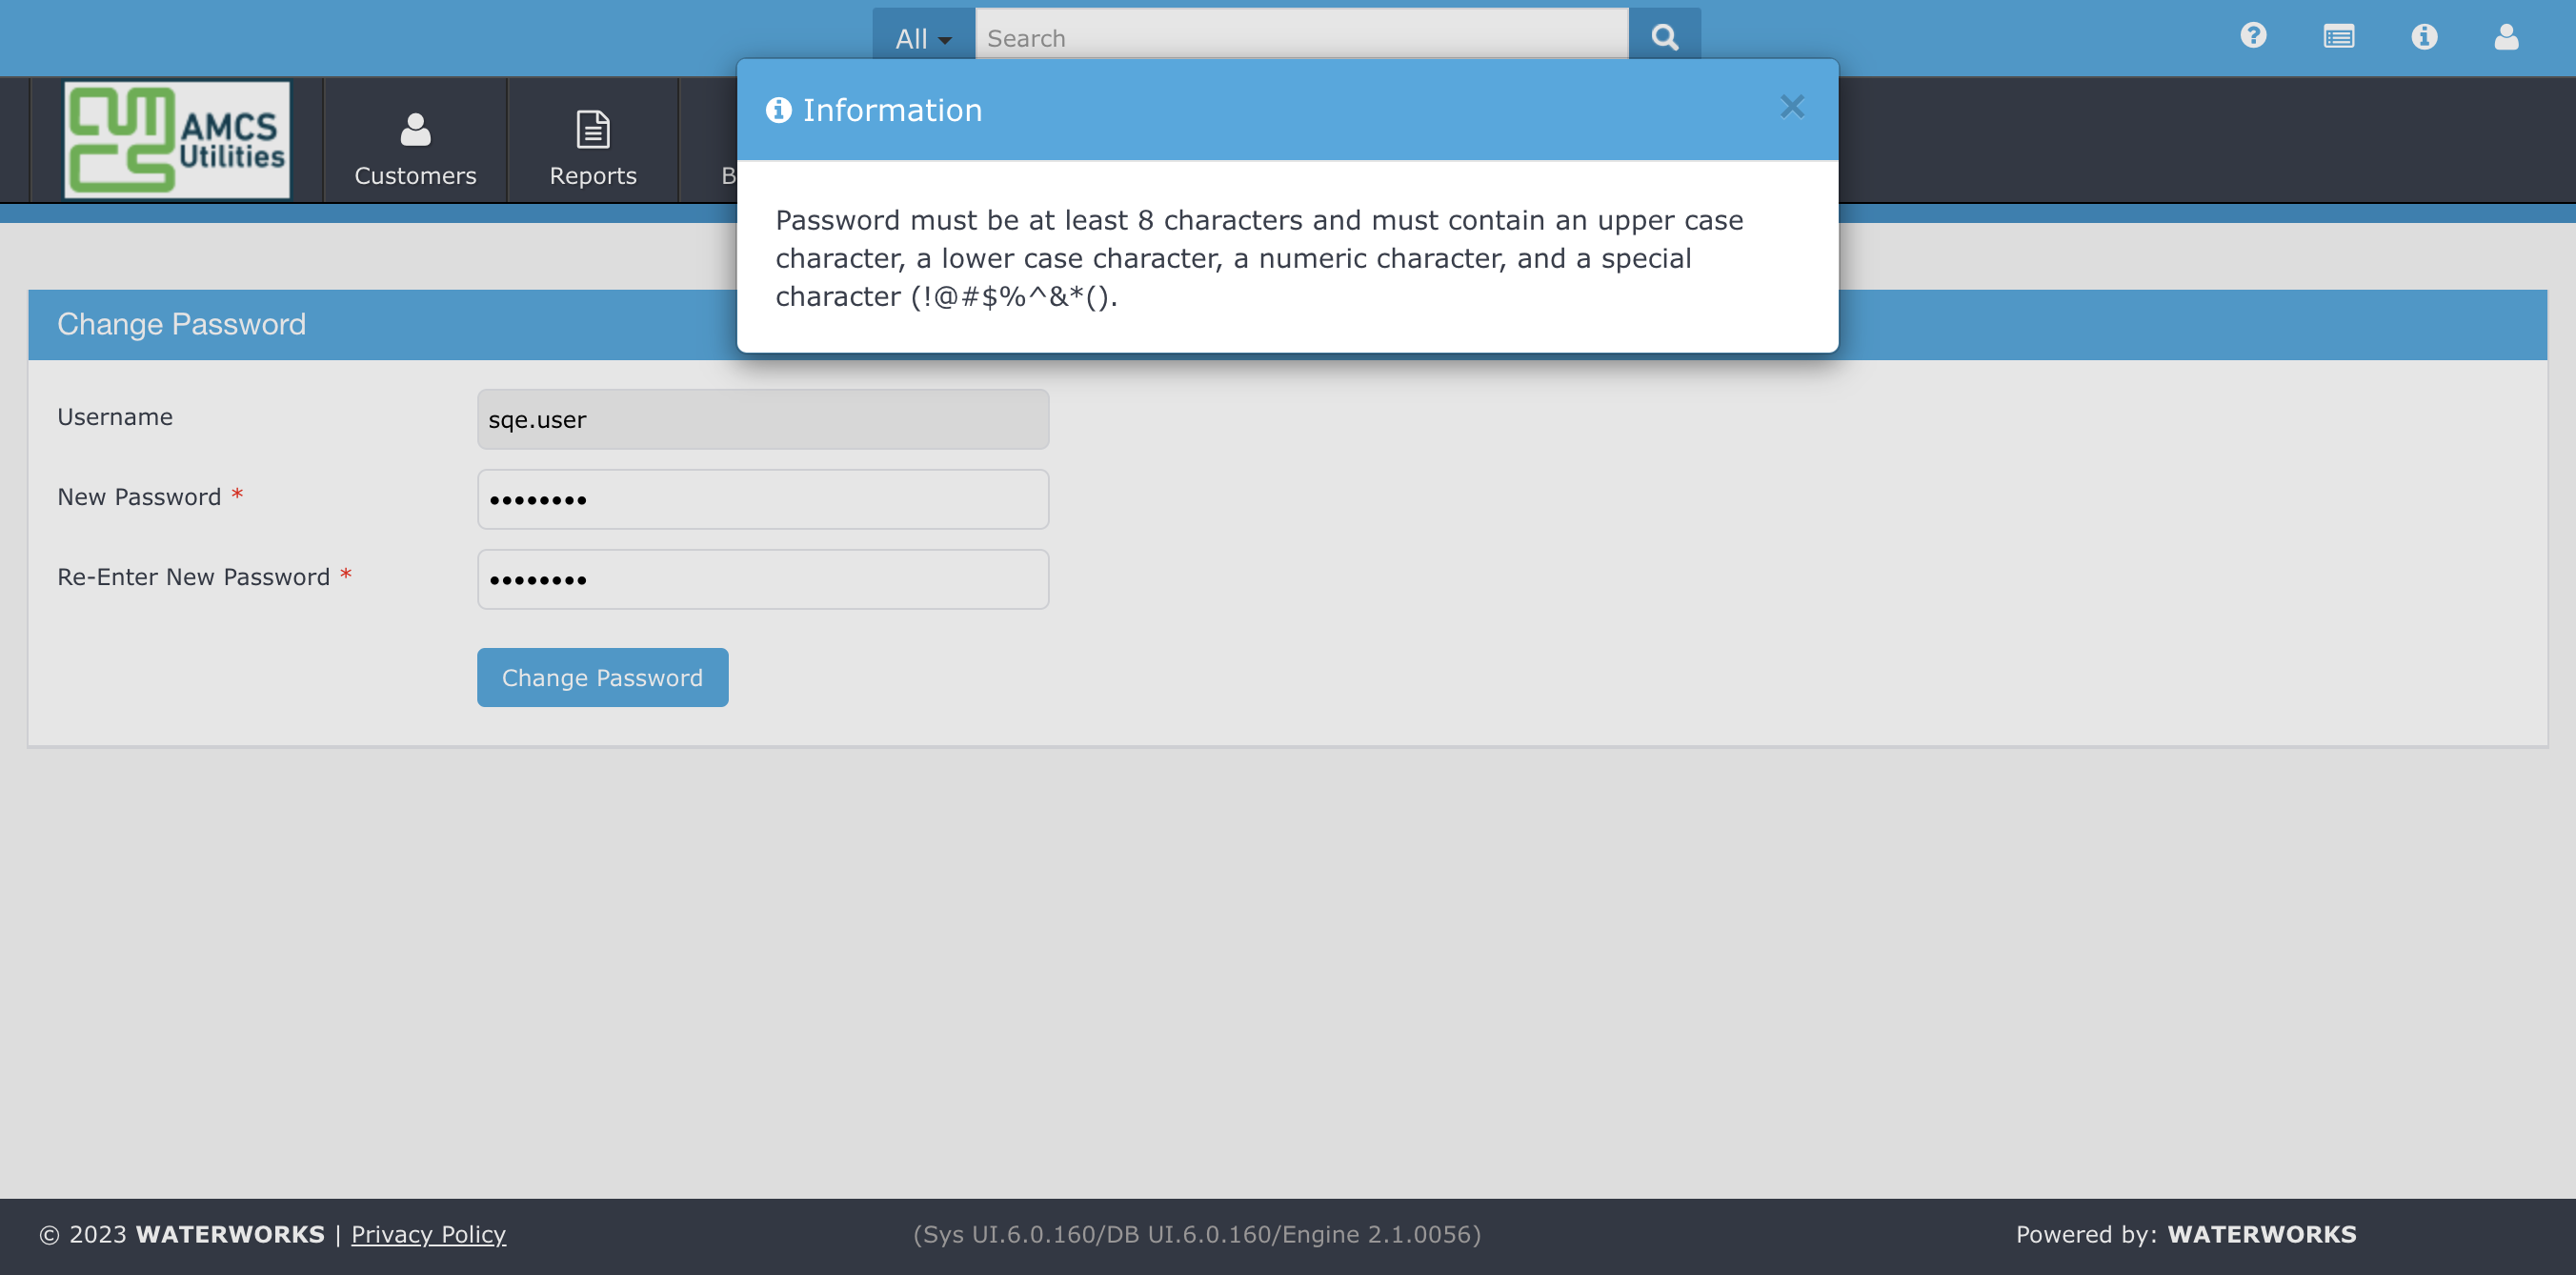 All Search
Information
AMCS
Utilities
Customers Reports B
Password must be at least 8 characters and must contain an upper case
character, a lower case character, a numeric character, and a special
character (!@#$%^&*().
Change Password
Username sqe.user
New Password * ••••••••
Re-Enter New Password * ••••••••
Change Password
© 2023 WATERWORKS | Privacy Policy (Sys UI.6.0.160/DB UI.6.0.160/Engine 2.1.0056) Powered by: WATERWORKS